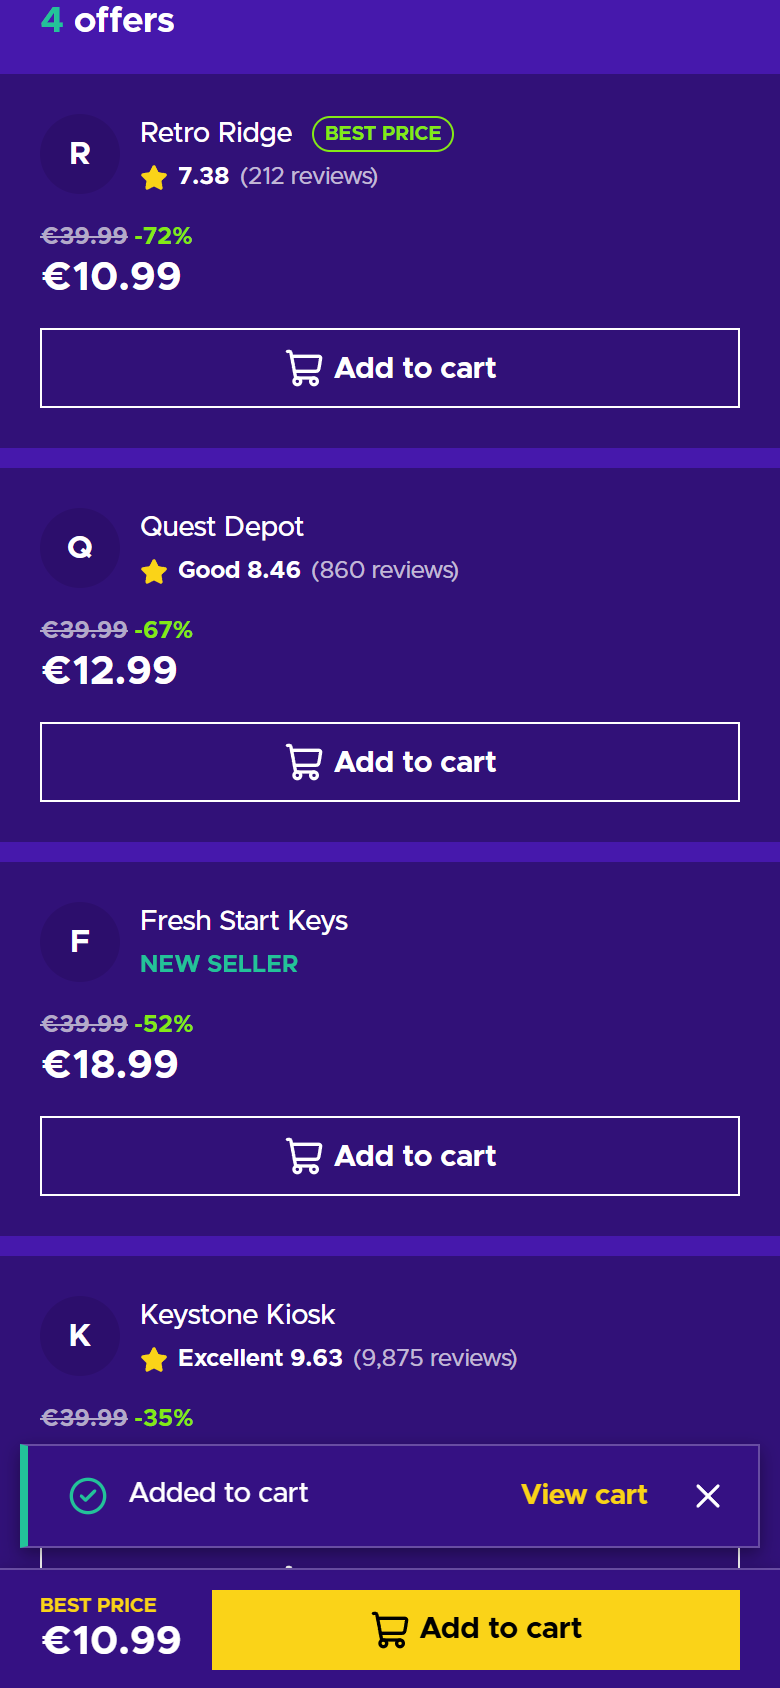 4 offers
R
Retro Ridge BEST PRICE
7.38 (212 reviews)
€39.99 -72%
€10.99
Add to cart
Q
Quest Depot
Good 8.46 (860 reviews)
€39.99 -67%
€12.99
Add to cart
F
Fresh Start Keys
NEW SELLER
€39.99 -52%
€18.99
Add to cart
K
Keystone Kiosk
Excellent 9.63 (9,875 reviews)
€39.99 -35%
Added to cart View cart
BEST PRICE
€10.99
Add to cart